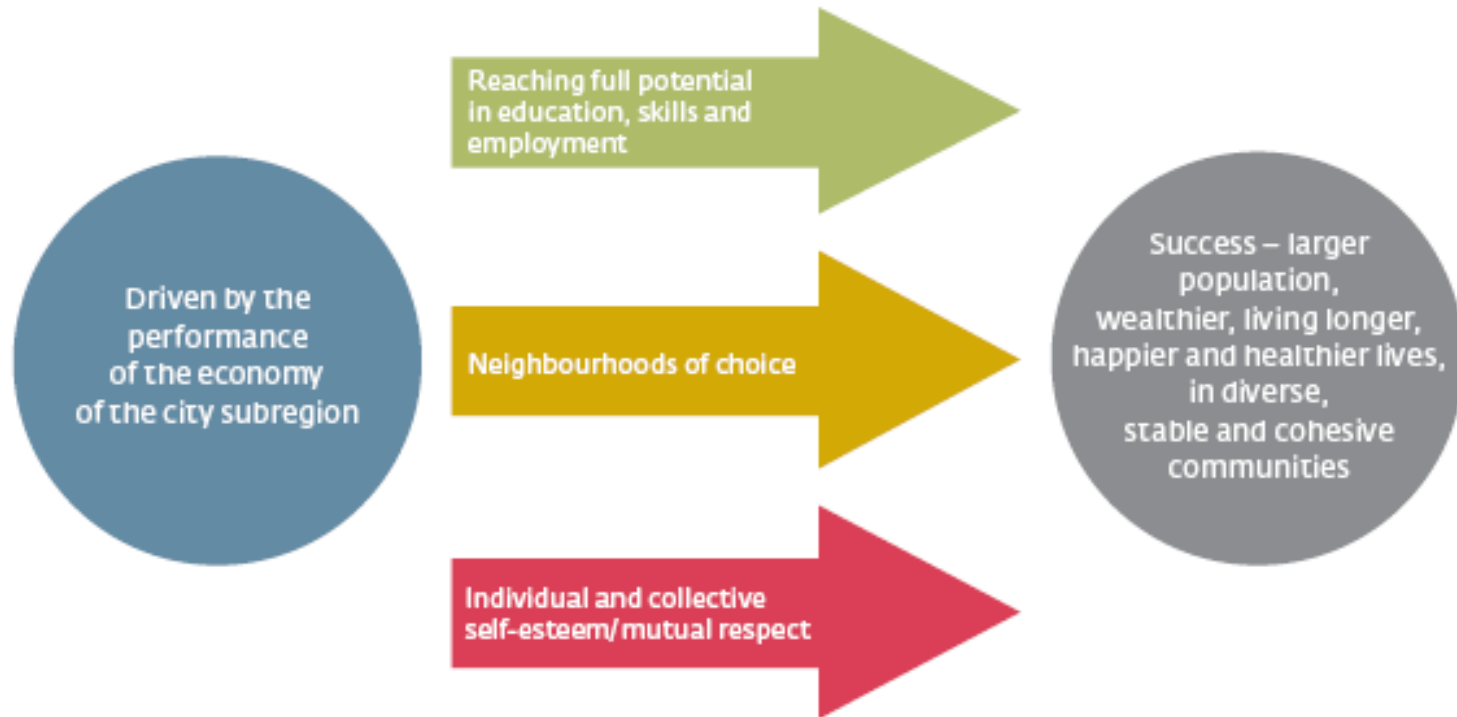 Driven by the
performance
of the economy
of the city subregion
Reaching full potential
in education, skills and
employment
Neighbourhoods of choice
Individual and collective
self-esteem/mutual respect
Success – larger
population,
wealthier, living longer,
happier and healthier lives,
in diverse,
stable and cohesive
communities